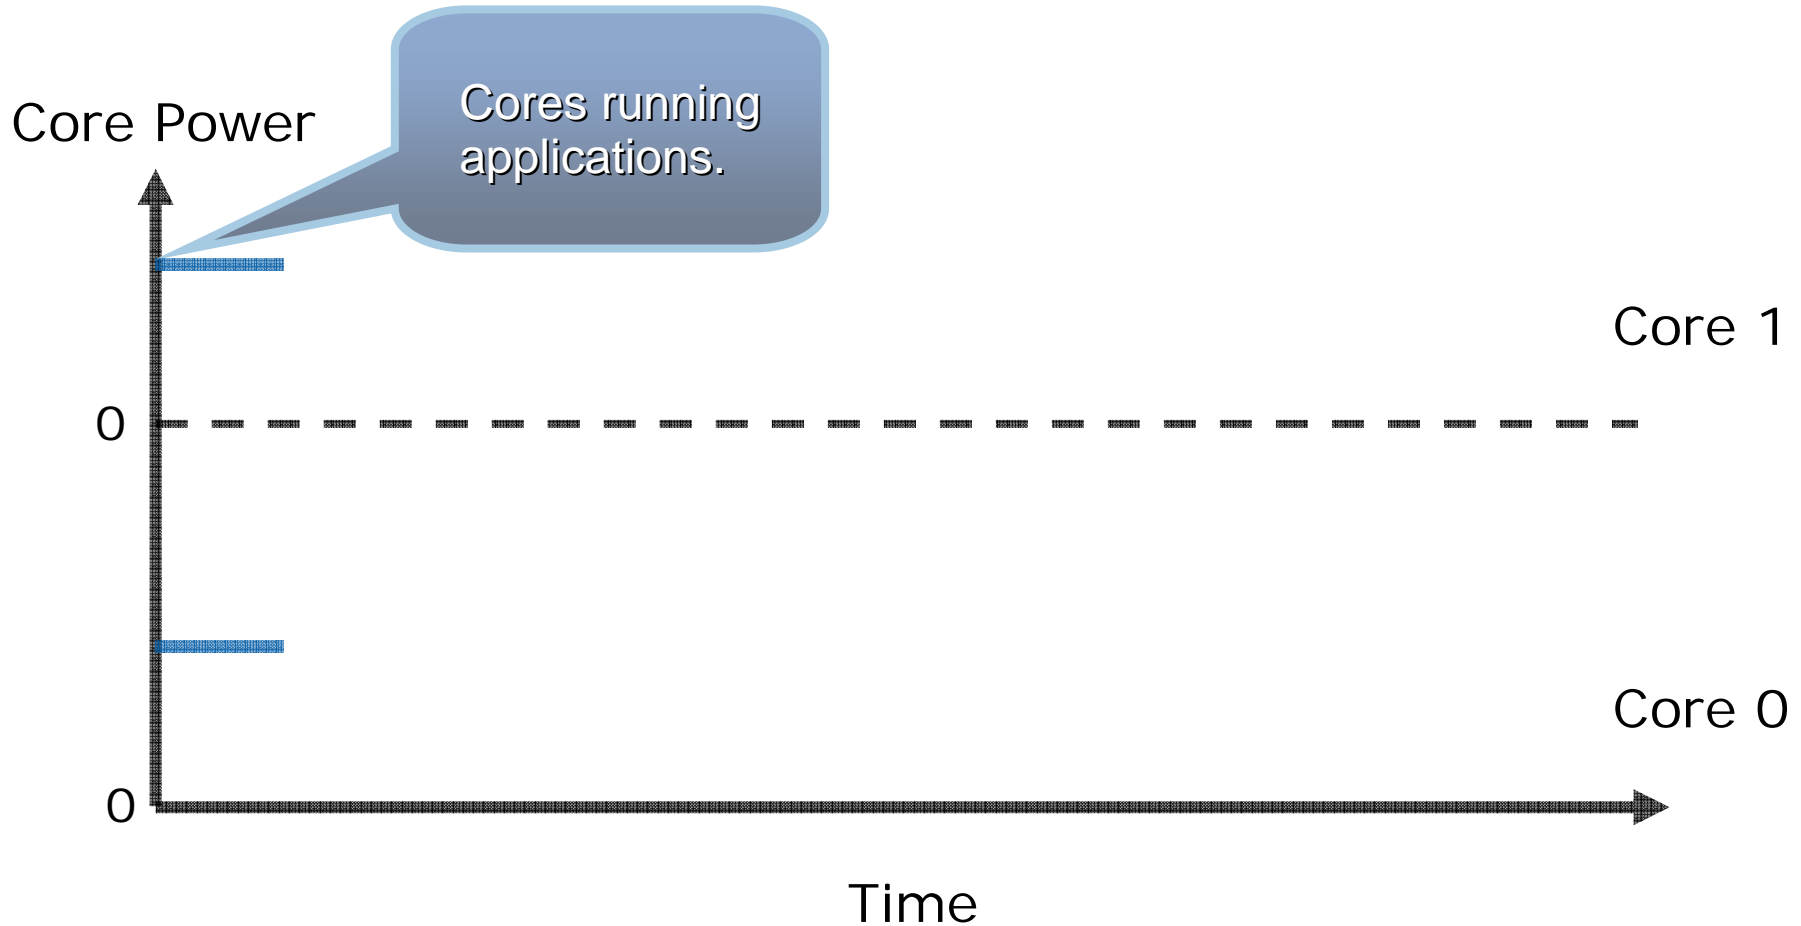 Cores running
applications.
Core Power
Core 1
0
Core 0
0
Time